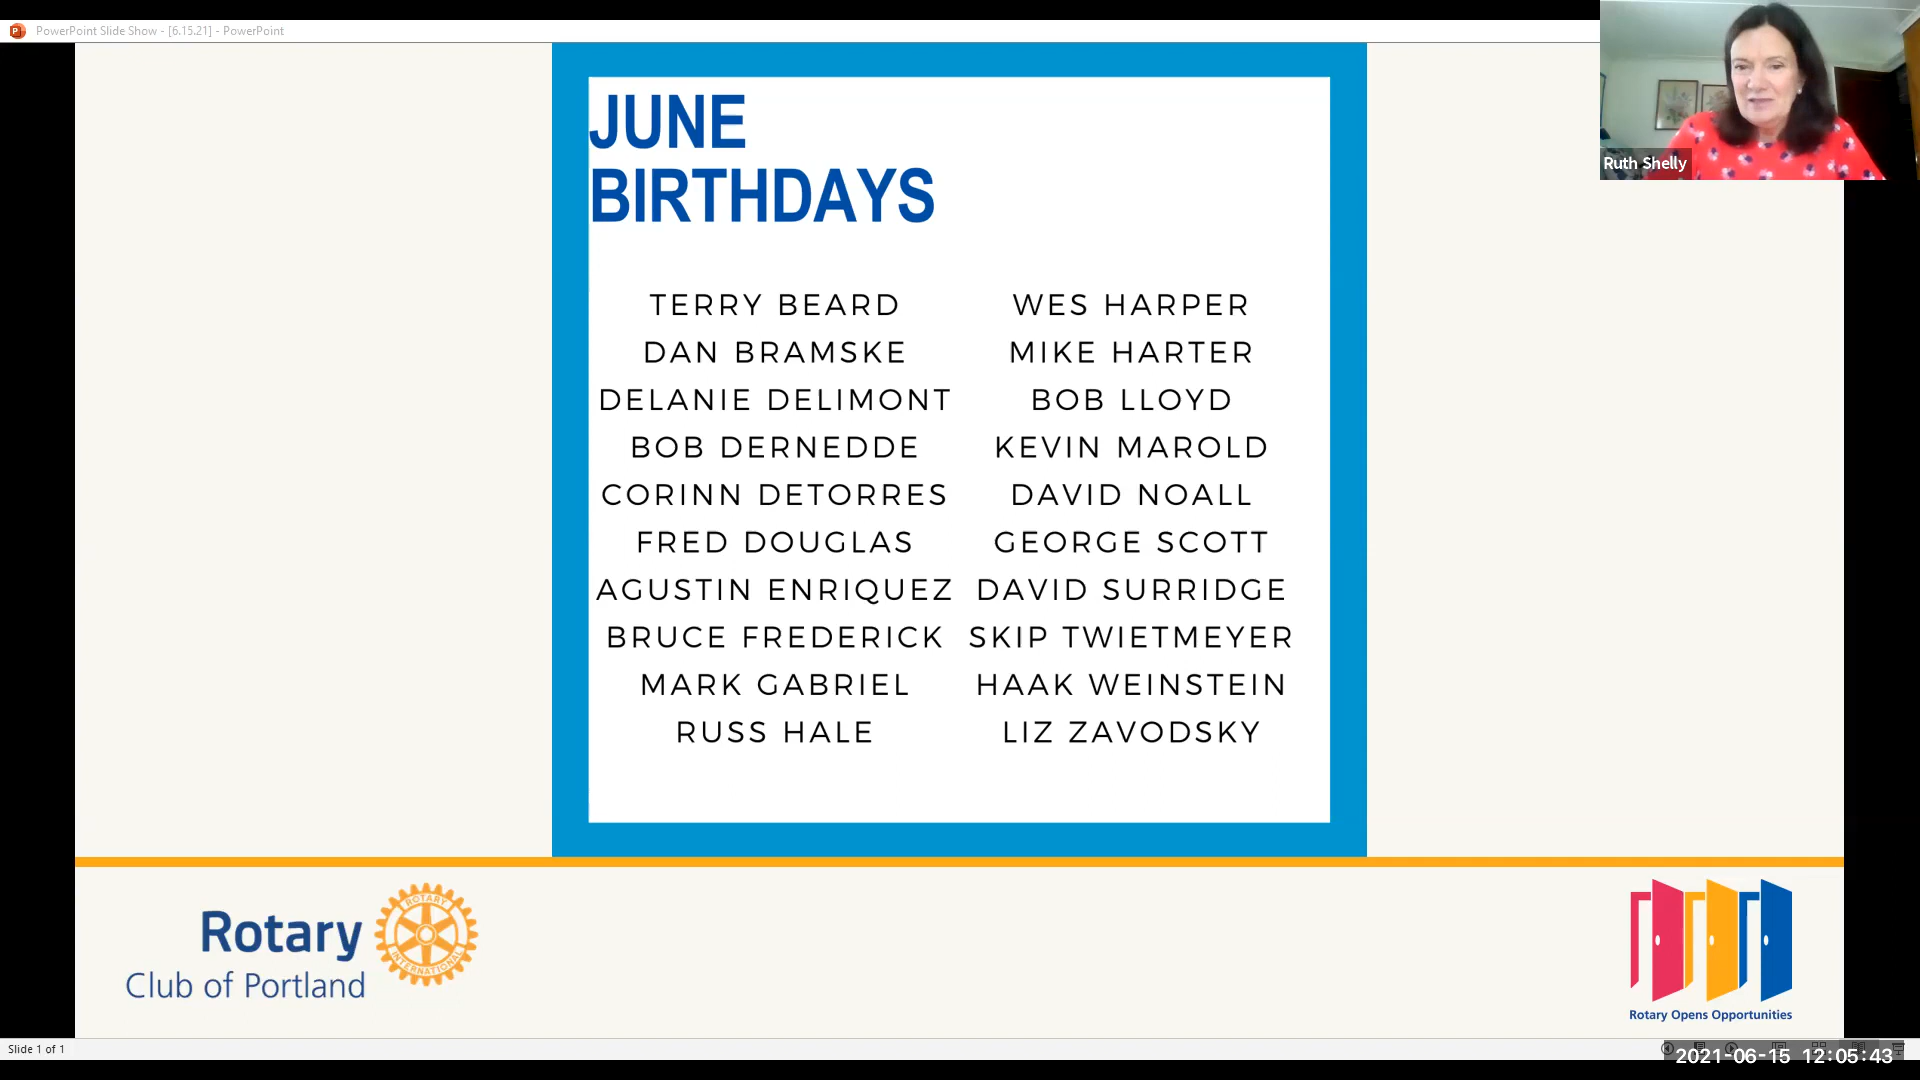 PowerPoint Slide Show - [6.15.21] - PowerPoint
Ruth Shelly
JUNE
BIRTHDAYS
TERRY BEARD
DAN BRAMSKE
DELANIE DELIMONT
BOB DERNEDDE
CORINN DETORRES
FRED DOUGLAS
AGUSTIN ENRIQUEZ
BRUCE FREDERICK
MARK GABRIEL
RUSS HALE
WES HARPER
MIKE HARTER
BOB LLOYD
KEVIN MAROLD
DAVID NOALL
GEORGE SCOTT
DAVID SURRIDGE
SKIP TWIETMEYER
HAAK WEINSTEIN
LIZ ZAVODSKY
Rotary
Club of Portland
ROTARY
INTERNATIONAL
Rotary Opens Opportunities
Slide 1 of 1
2021-06-15 12:05:43